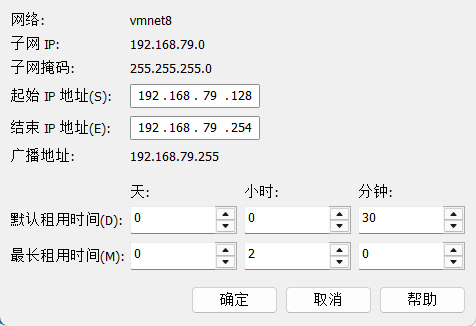 网络: vmnet8
子网 IP: 192.168.79.0
子网掩码: 255.255.255.0
起始 IP 地址(S): 192 .168 . 79 .128
结束 IP 地址(E): 192 .168 . 79 .254
广播地址: 192.168.79.255
天: 小时: 分钟:
默认租用时间(D): 0 0 30
最长租用时间(M): 0 2 0
确定 取消 帮助